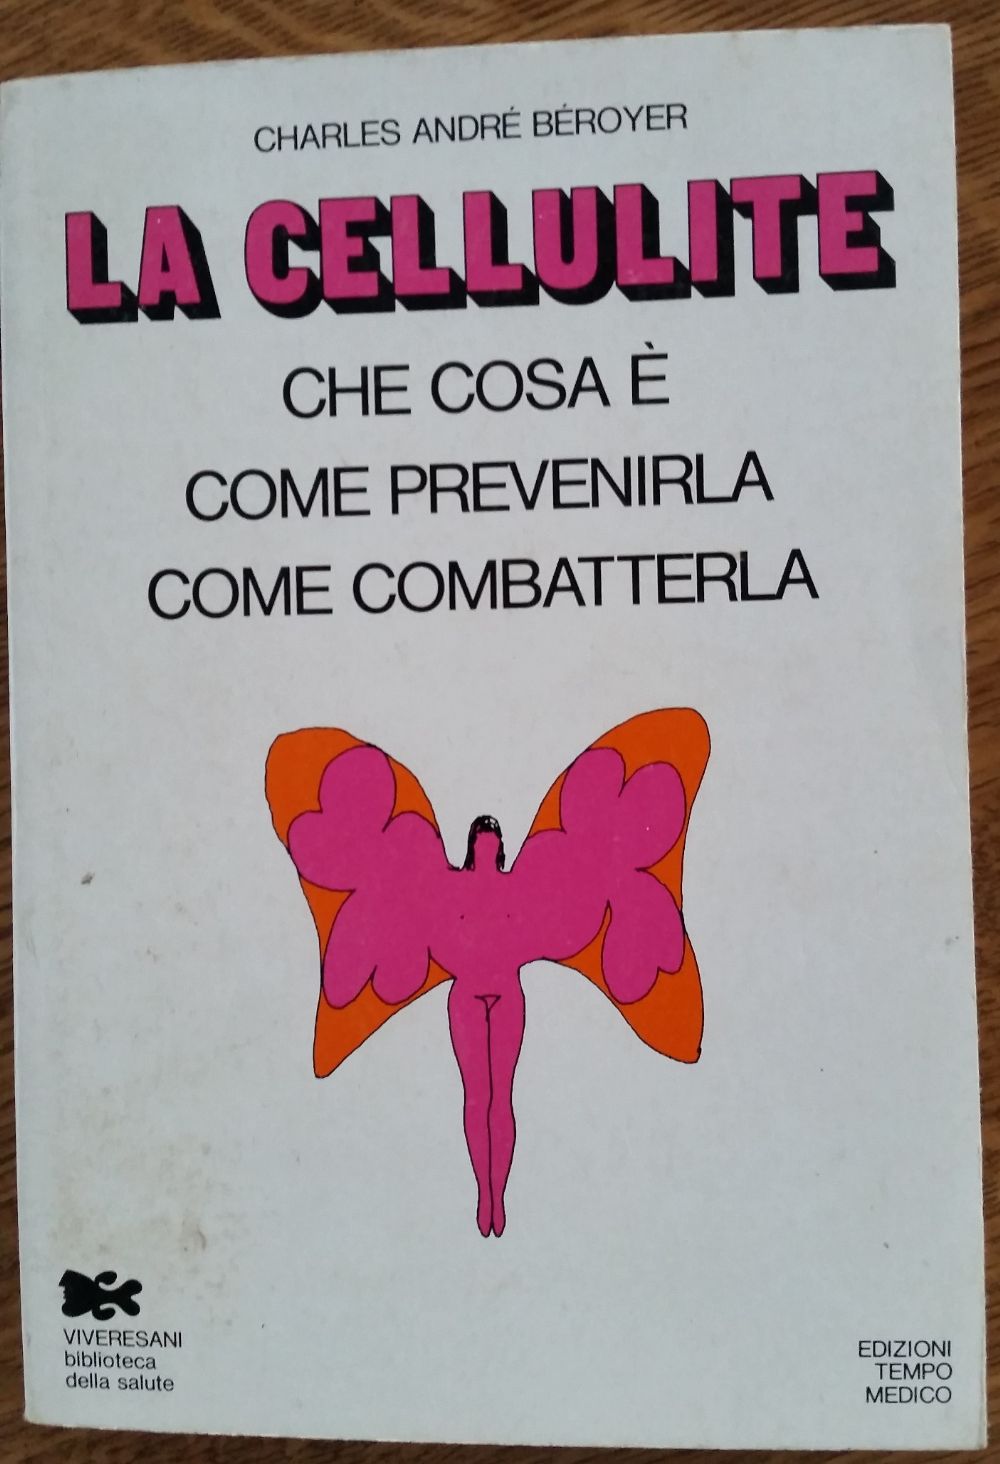 CHARLES ANDRÉ BÉROYER
LA CELLULITE
CHE COSA È
COME PREVENIRLA
COME COMBATTERLA
VIVERESANI
biblioteca
della salute
EDIZIONI
TEMPO
MEDICO